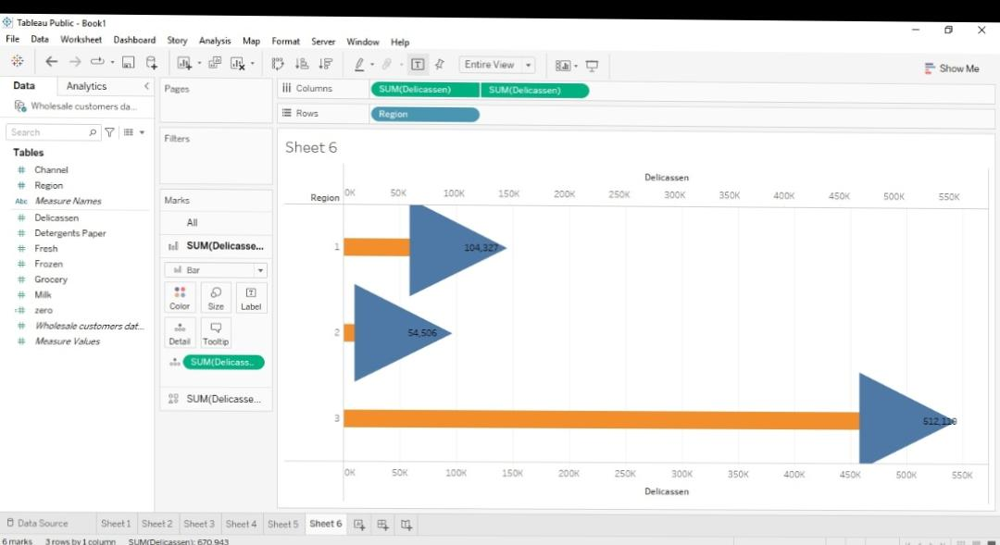 Tableau Public - Book1
File Data Worksheet Dashboard Story Analysis Map Format Server Window Help
Entire View
Show Me
Data Analytics
Wholesale customers da...
Search
Tables
Channel
Region
Abc Measure Names
Delicassen
Detergents Paper
Fresh
Frozen
Grocery
Milk
zero
Wholesale customers dat...
Measure Values
Pages
Filters
Marks
All
SUM(Delicasse...
Bar
Color Size Label
Detail Tooltip
SUM(Delicass..
SUM(Delicasse...
Columns SUM(Delicassen) SUM(Delicassen)
Rows Region
Sheet 6
Delicassen
Region 0K 50K 100K 150K 200K 250K 300K 350K 400K 450K 500K 550K
1 104,327
2 54,506
3 512,110
0K 50K 100K 150K 200K 250K 300K 350K 400K 450K 500K 550K
Delicassen
Data Source Sheet 1 Sheet 2 Sheet 3 Sheet 4 Sheet 5 Sheet 6
6 marks 3 rows by 1 column SUM(Delicassen): 670,943